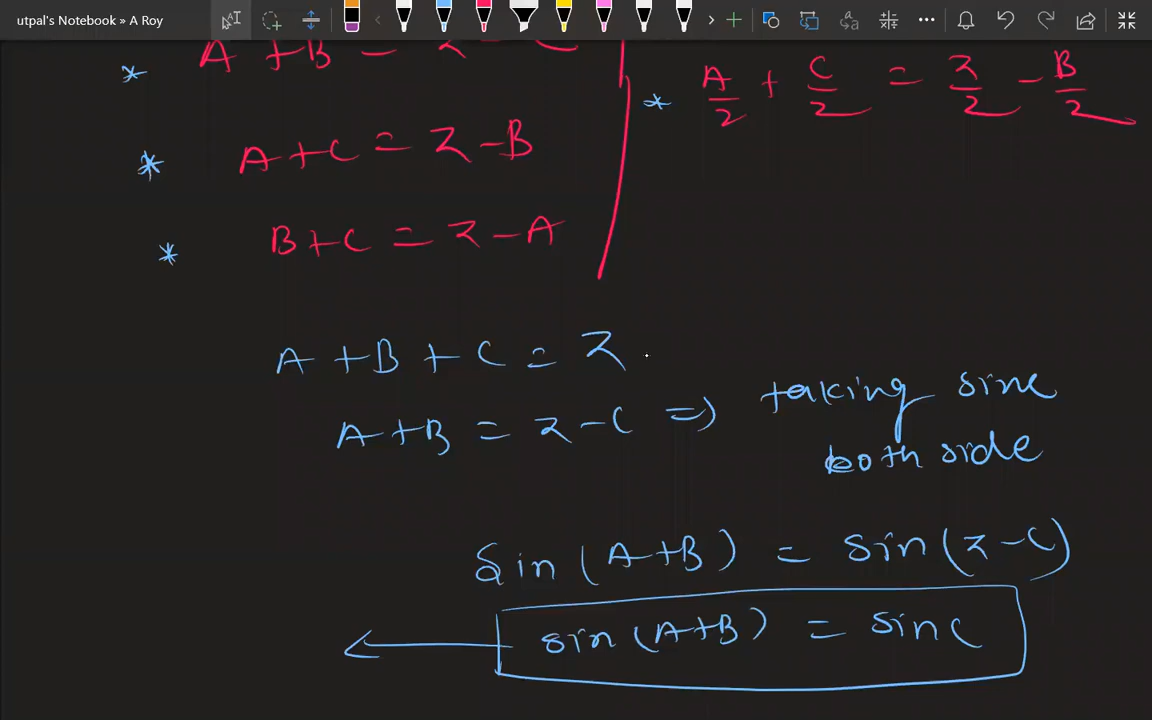 utpal's Notebook » A Roy
* A + B = π - C
* A + C = π - B
* B + C = π - A
* A/2 + C/2 = π/2 - B/2
A + B + C = π
A + B = π - C => taking sine
both side
Sin (A+B) = Sin (π - C)
sin (A+B) = sin C